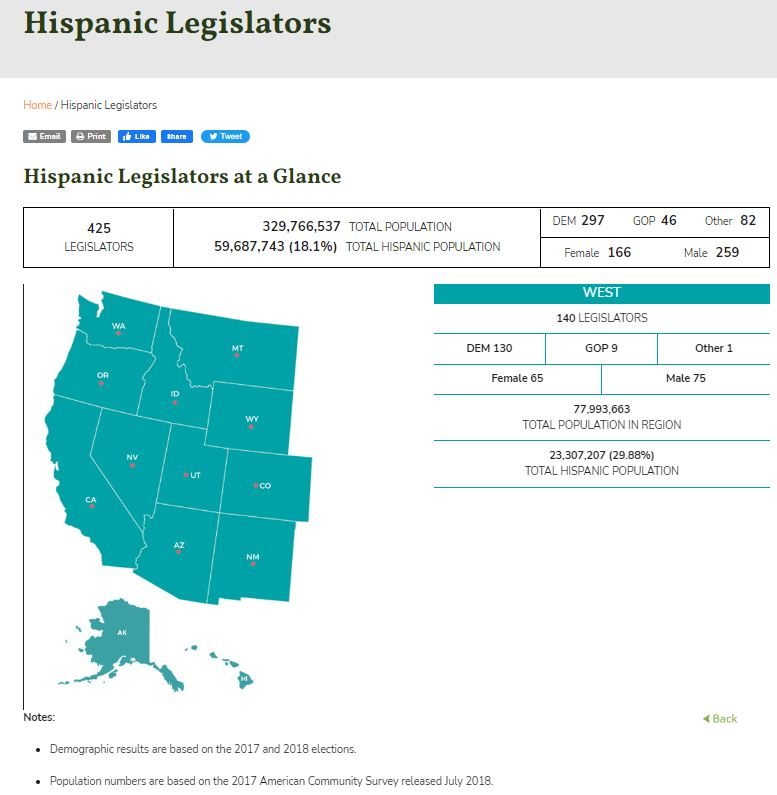 Hispanic Legislators
Home / Hispanic Legislators
Email Print Like Share Tweet
Hispanic Legislators at a Glance
425
LEGISLATORS
329,766,537 TOTAL POPULATION
59,687,743 (18.1%) TOTAL HISPANIC POPULATION
DEM 297 GOP 46 Other 82
Female 166 Male 259
WEST
140 LEGISLATORS
DEM 130 GOP 9 Other 1
Female 65 Male 75
77,993,663
TOTAL POPULATION IN REGION
23,307,207 (29.88%)
TOTAL HISPANIC POPULATION
WA
MT
OR
ID
WY
NV
UT
CO
CA
AZ
NM
AK
HI
Notes:
Back
Demographic results are based on the 2017 and 2018 elections.
Population numbers are based on the 2017 American Community Survey released July 2018.